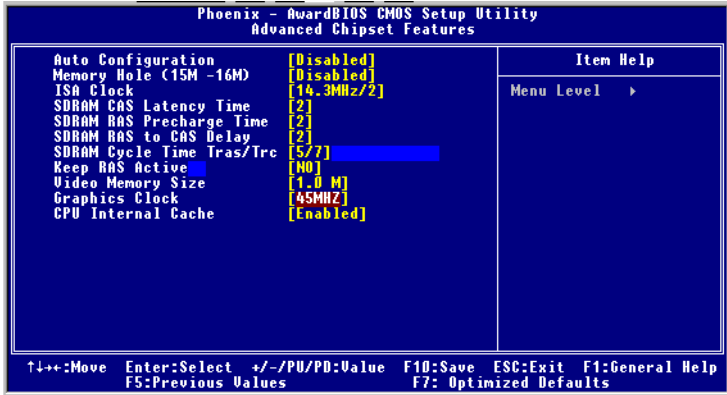 Phoenix - AwardBIOS CMOS Setup Utility
Advanced Chipset Features
Auto Configuration [Disabled]
Memory Hole (15M -16M) [Disabled]
ISA Clock [14.3MHz/2]
SDRAM CAS Latency Time [2]
SDRAM RAS Precharge Time [2]
SDRAM RAS to CAS Delay [2]
SDRAM Cycle Time Tras/Trc [5/7]
Keep RAS Active [NO]
Video Memory Size [1.0 M]
Graphics Clock [45MHZ]
CPU Internal Cache [Enabled]
Item Help
Menu Level ▸
↑↓→←:Move Enter:Select +/-/PU/PD:Value F10:Save ESC:Exit F1:General Help
F5:Previous Values F7: Optimized Defaults